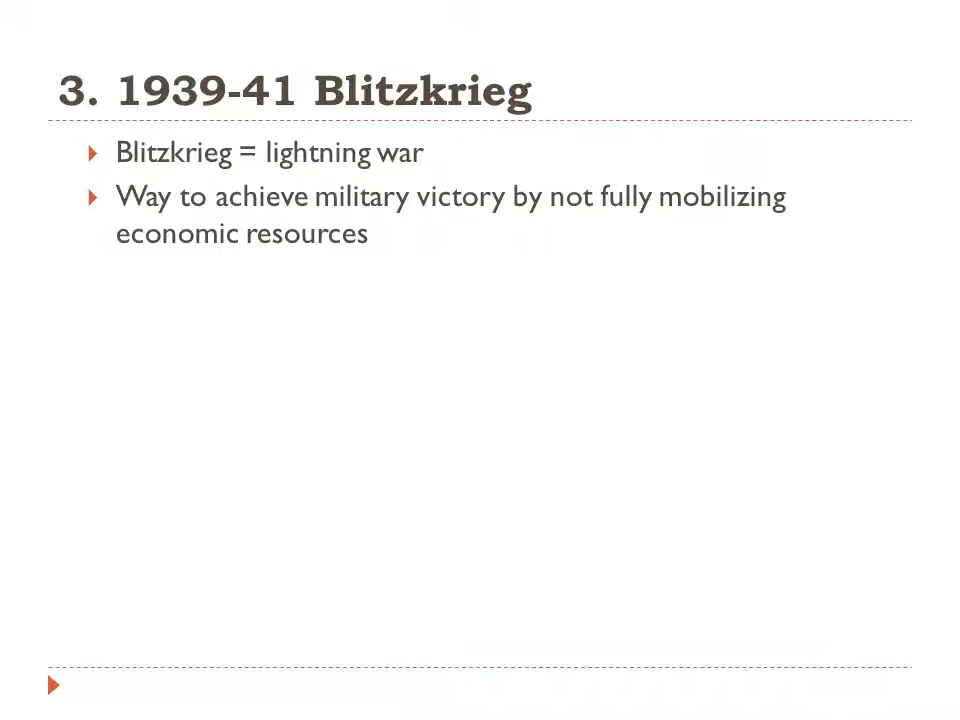 3. 1939-41 Blitzkrieg
Blitzkrieg = lightning war
Way to achieve military victory by not fully mobilizing
economic resources